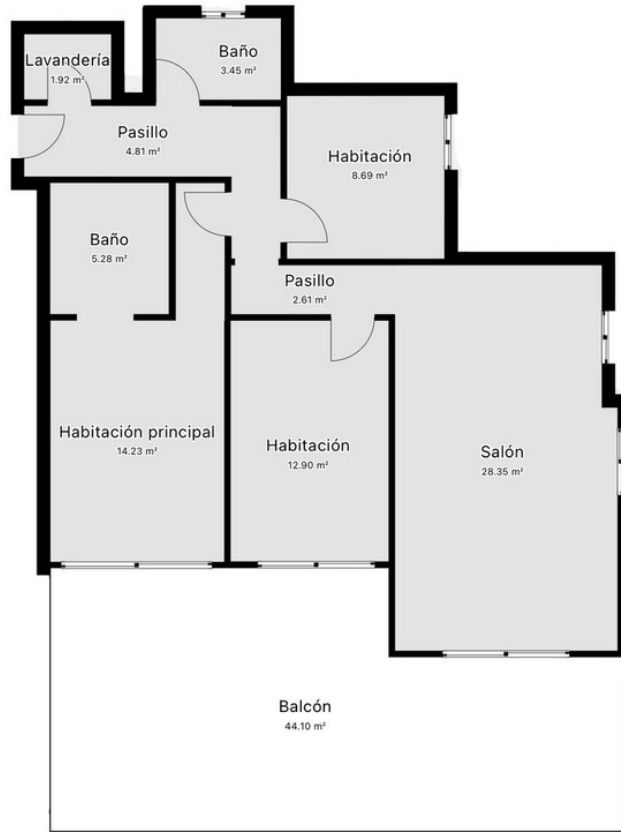 Lavandería
1.92 m²
Baño
3.45 m²
Pasillo
4.81 m²
Habitación
8.69 m²
Baño
5.28 m²
Pasillo
2.61 m²
Habitación principal
14.23 m²
Habitación
12.90 m²
Salón
28.35 m²
Balcón
44.10 m²